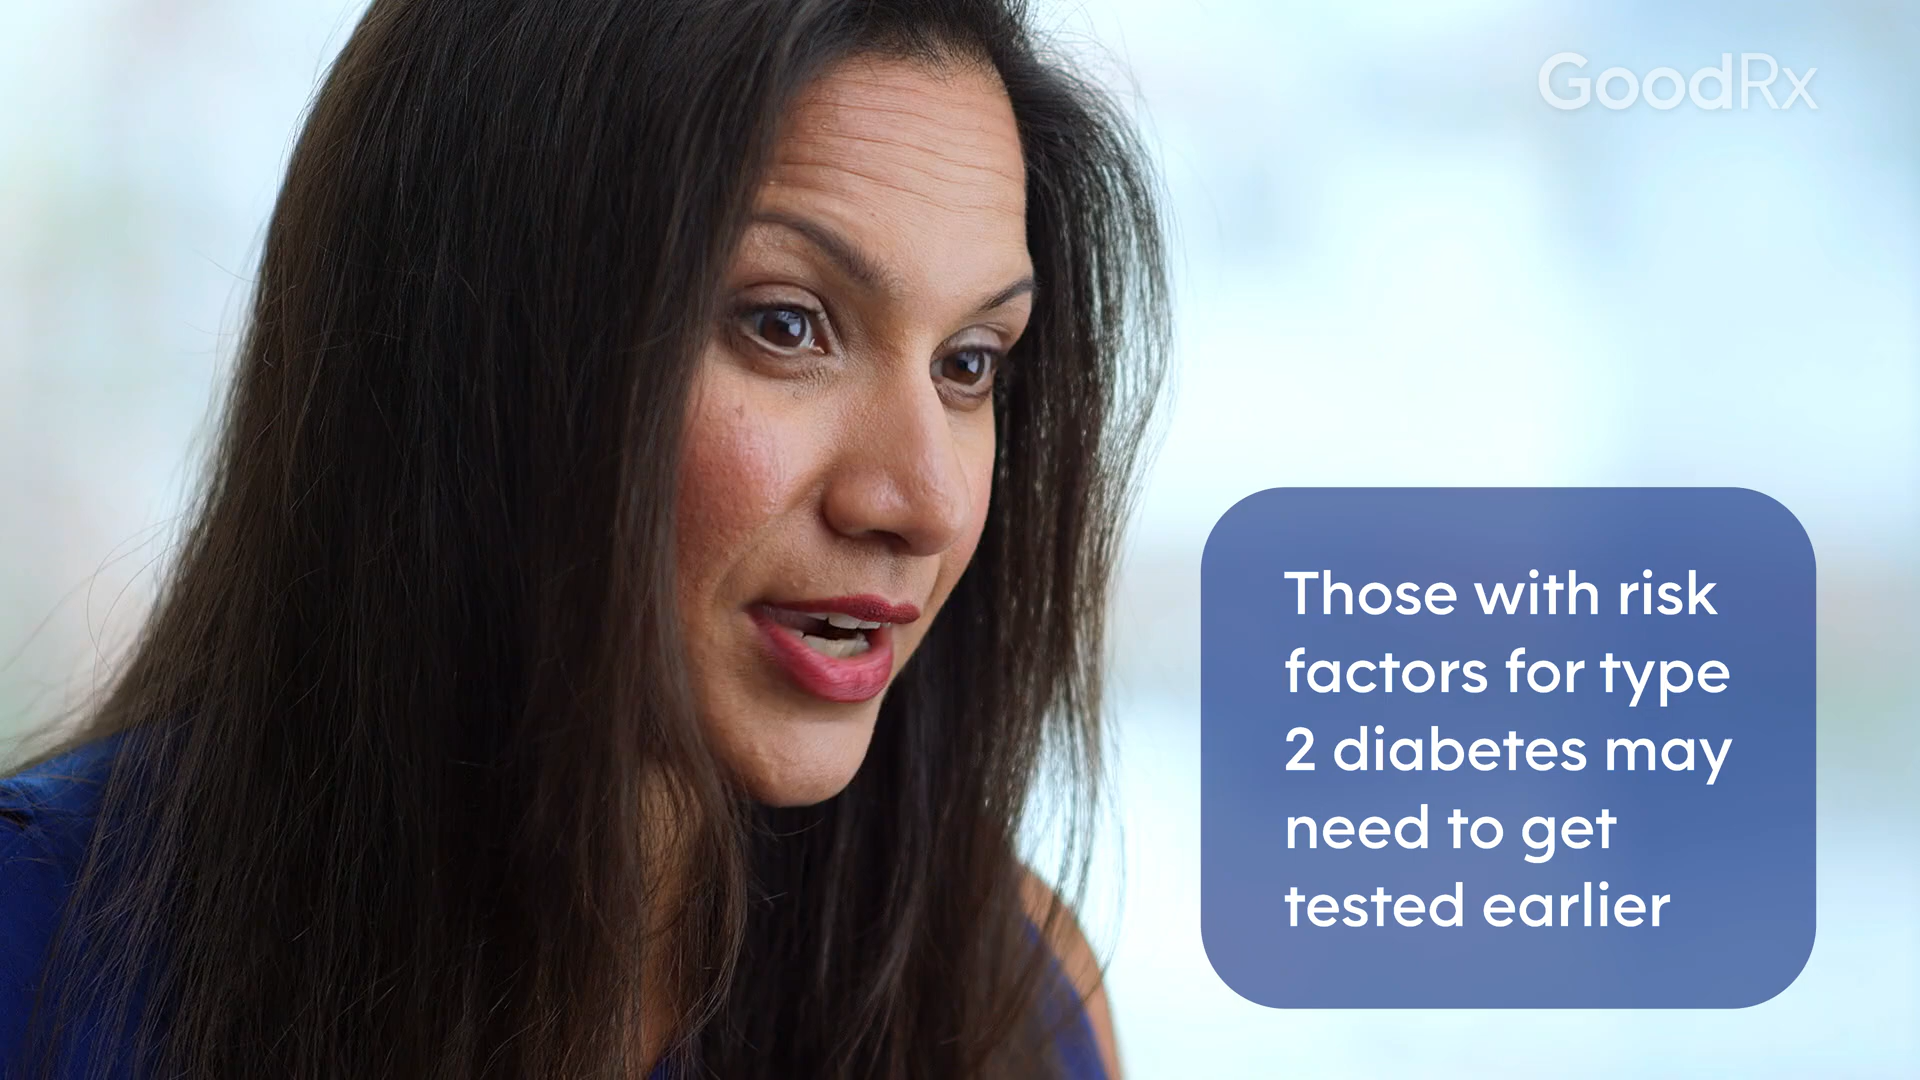 GoodRx
Those with risk
factors for type
2 diabetes may
need to get
tested earlier